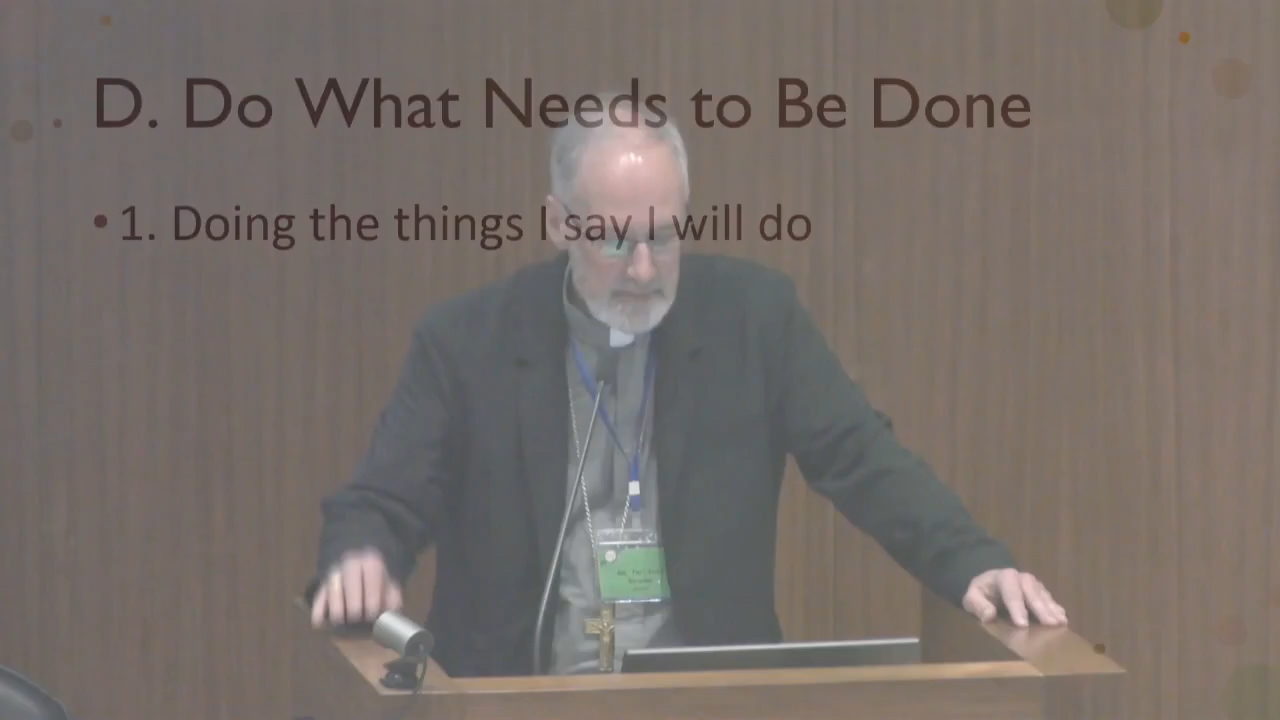 D. Do What Needs to Be Done
• 1. Doing the things I say I will do